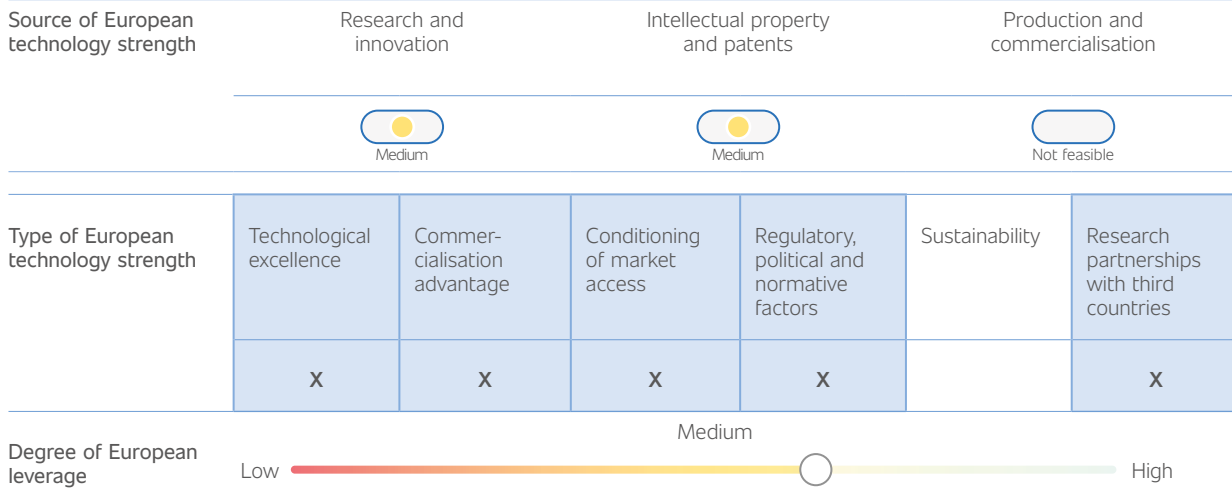 Source of European
technology strength
Research and
innovation
Intellectual property
and patents
Production and
commercialisation
Medium
Medium
Not feasible
Type of European
technology strength
Technological
excellence
Commer-
cialisation
advantage
Conditioning
of market
access
Regulatory,
political and
normative
factors
Sustainability
Research
partnerships
with third
countries
X
X
X
X
X
Degree of European
leverage
Medium
Low
High